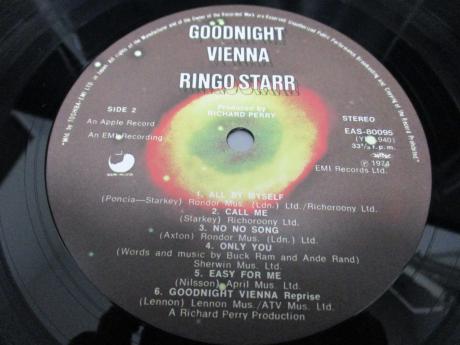 GOODNIGHT
VIENNA
RINGO STARR
Produced by
RICHARD PERRY
SIDE 2
An Apple Record
An EMI Recording
STEREO
EAS-80095
33⅓ r.p.m.
℗ 1974
EMI Records Ltd.
1. ALL BY MYSELF
(Poncia—Starkey) Rondor Mus. (Ldn.) Ltd./Richoroony Ltd.
2. CALL ME
(Starkey) Richoroony Ltd.
3. NO NO SONG
(Axton) Rondor Mus. (Ldn.) Ltd.
4. ONLY YOU
(Words and music by Buck Ram and Ande Rand)
Sherwin Mus. Ltd.
5. EASY FOR ME
(Nilsson) April Mus. Ltd.
6. GOODNIGHT VIENNA Reprise
(Lennon) Lennon Mus./ATV Mus. Ltd.
A Richard Perry Production